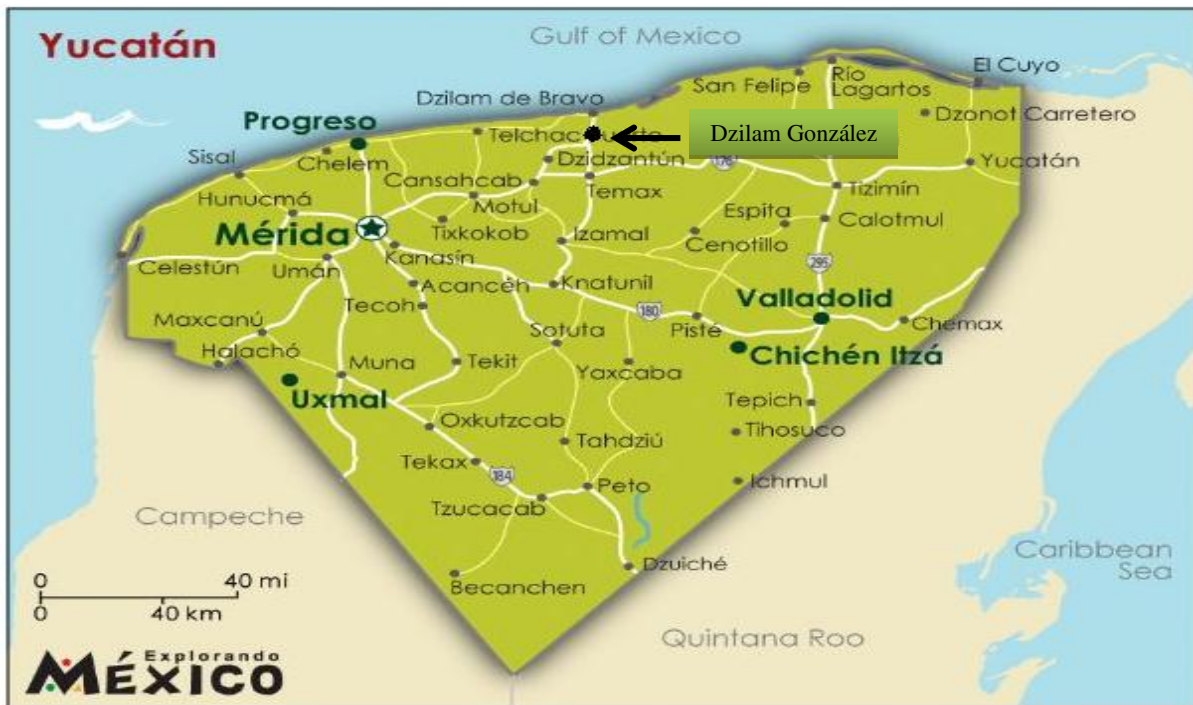 Yucatán
Gulf of Mexico
El Cuyo
San Felipe
Río
Lagartos
Dzilam de Bravo
Dzonot Carretero
Progreso
Telchac Puerto
Dzilam González
Sisal
Chelem
Dzidzantún
176
Yucatán
Cansahcab
Temax
Tizimín
Hunucmá
Motul
Espita
Calotmul
Mérida
Tixkokob
Izamal
Cenotillo
Kanasín
Celestún
Umán
295
Acancéh
Knatunil
Valladolid
Tecoh
180
Maxcanú
Sotuta
Pisté
Chemax
Halachó
Muna
Tekit
Yaxcaba
Chichén Itzá
Uxmal
Tepich
Oxkutzcab
Tahdziú
Tihosuco
Tekax
184
Peto
Ichmul
Tzucacab
Campeche
Caribbean
Sea
Dzuiché
Becanchen
0 40 mi
0 40 km
Quintana Roo
Explorando
MÉXICO